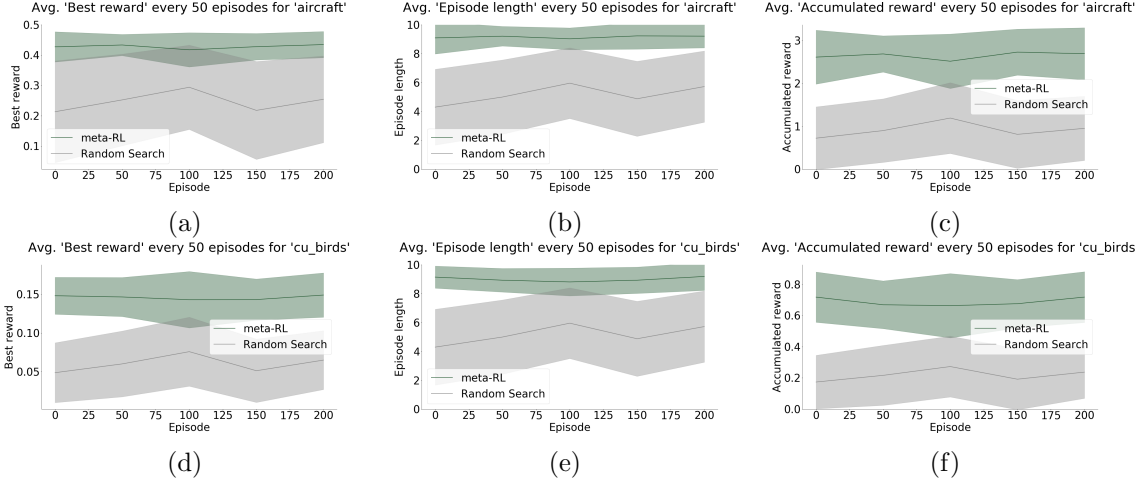 Avg. 'Best reward' every 50 episodes for 'aircraft'
Best reward
0.5
0.4
0.3
0.2
0.1
meta-RL
Random Search
0 25 50 75 100 125 150 175 200
Episode
(a)
Avg. 'Episode length' every 50 episodes for 'aircraft'
Episode length
10
8
6
4
2
0
meta-RL
Random Search
0 25 50 75 100 125 150 175 200
Episode
(b)
Avg. 'Accumulated reward' every 50 episodes for 'aircraft'
Accumulated reward
3
2
1
0
meta-RL
Random Search
0 25 50 75 100 125 150 175 200
Episode
(c)
Avg. 'Best reward' every 50 episodes for 'cu_birds'
Best reward
0.15
0.10
0.05
meta-RL
Random Search
0 25 50 75 100 125 150 175 200
Episode
(d)
Avg. 'Episode length' every 50 episodes for 'cu_birds'
Episode length
10
8
6
4
2
0
meta-RL
Random Search
0 25 50 75 100 125 150 175 200
Episode
(e)
Avg. 'Accumulated reward' every 50 episodes for 'cu_birds
Accumulated reward
0.8
0.6
0.4
0.2
0.0
meta-RL
Random Search
0 25 50 75 100 125 150 175 200
Episode
(f)